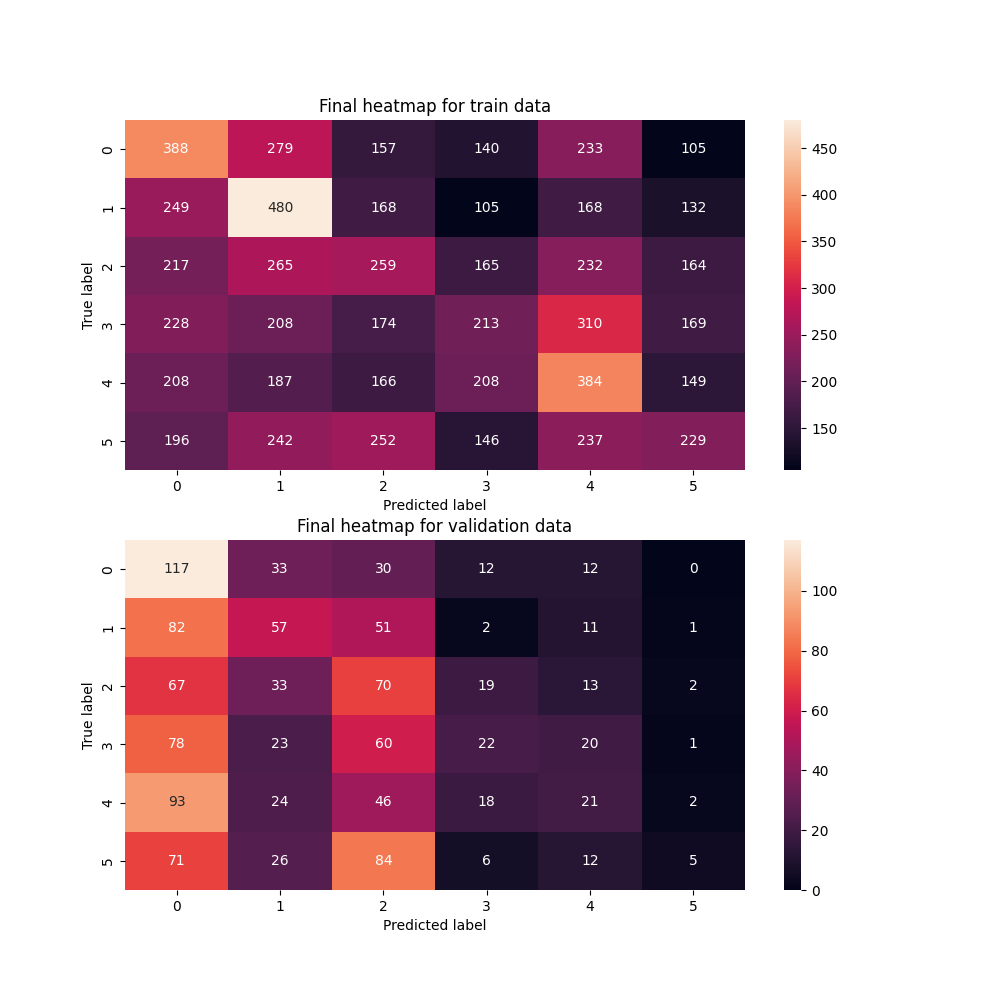 Final heatmap for train data
True label
0 388 279 157 140 233 105
1 249 480 168 105 168 132
2 217 265 259 165 232 164
3 228 208 174 213 310 169
4 208 187 166 208 384 149
5 196 242 252 146 237 229
0 1 2 3 4 5
Predicted label
450
400
350
300
250
200
150
Final heatmap for validation data
True label
0 117 33 30 12 12 0
1 82 57 51 2 11 1
2 67 33 70 19 13 2
3 78 23 60 22 20 1
4 93 24 46 18 21 2
5 71 26 84 6 12 5
0 1 2 3 4 5
Predicted label
100
80
60
40
20
0